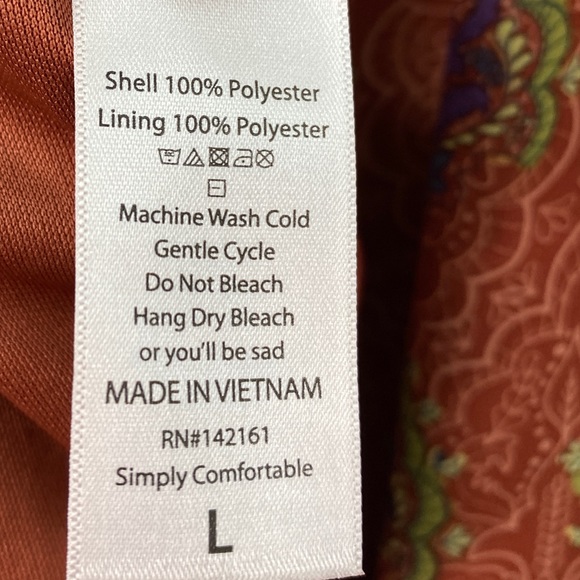 Shell 100% Polyester
Lining 100% Polyester
Machine Wash Cold
Gentle Cycle
Do Not Bleach
Hang Dry Bleach
or you'll be sad
MADE IN VIETNAM
RN#142161
Simply Comfortable
L